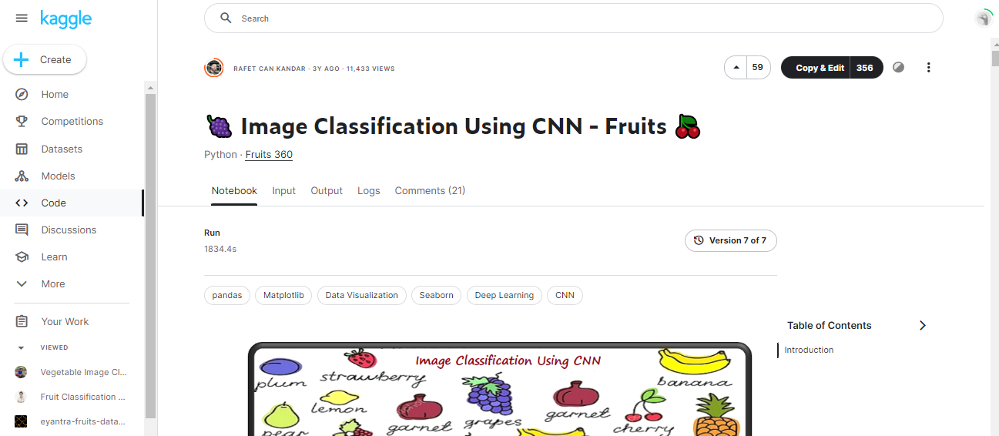 kaggle
Search
Create
Home
Competitions
Datasets
Models
Code
Discussions
Learn
More
Your Work
VIEWED
Vegetable Image Cl...
Fruit Classification ...
eyantra-fruits-data...
RAFET CAN KANDAR · 3Y AGO · 11,433 VIEWS
59
Copy & Edit 356
Image Classification Using CNN - Fruits
Python · Fruits 360
Notebook Input Output Logs Comments (21)
Run
1834.4s
Version 7 of 7
pandas Matplotlib Data Visualization Seaborn Deep Learning CNN
Table of Contents
Introduction
Image Classification Using CNN
plum strawberry banana
lemon garnet grapes garnet cherry
pear